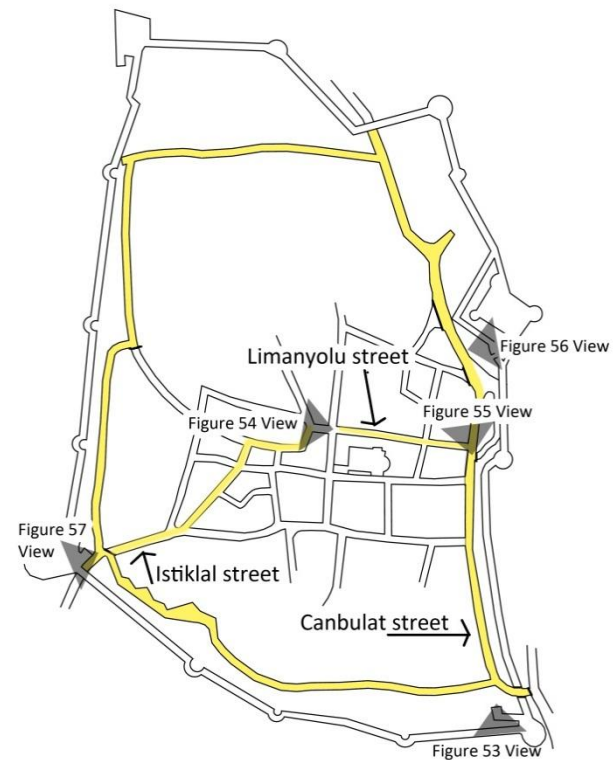 Figure 56 View
Limanyolu street
Figure 55 View
Figure 54 View
Figure 57
View
Istiklal street
Canbulat street
Figure 53 View